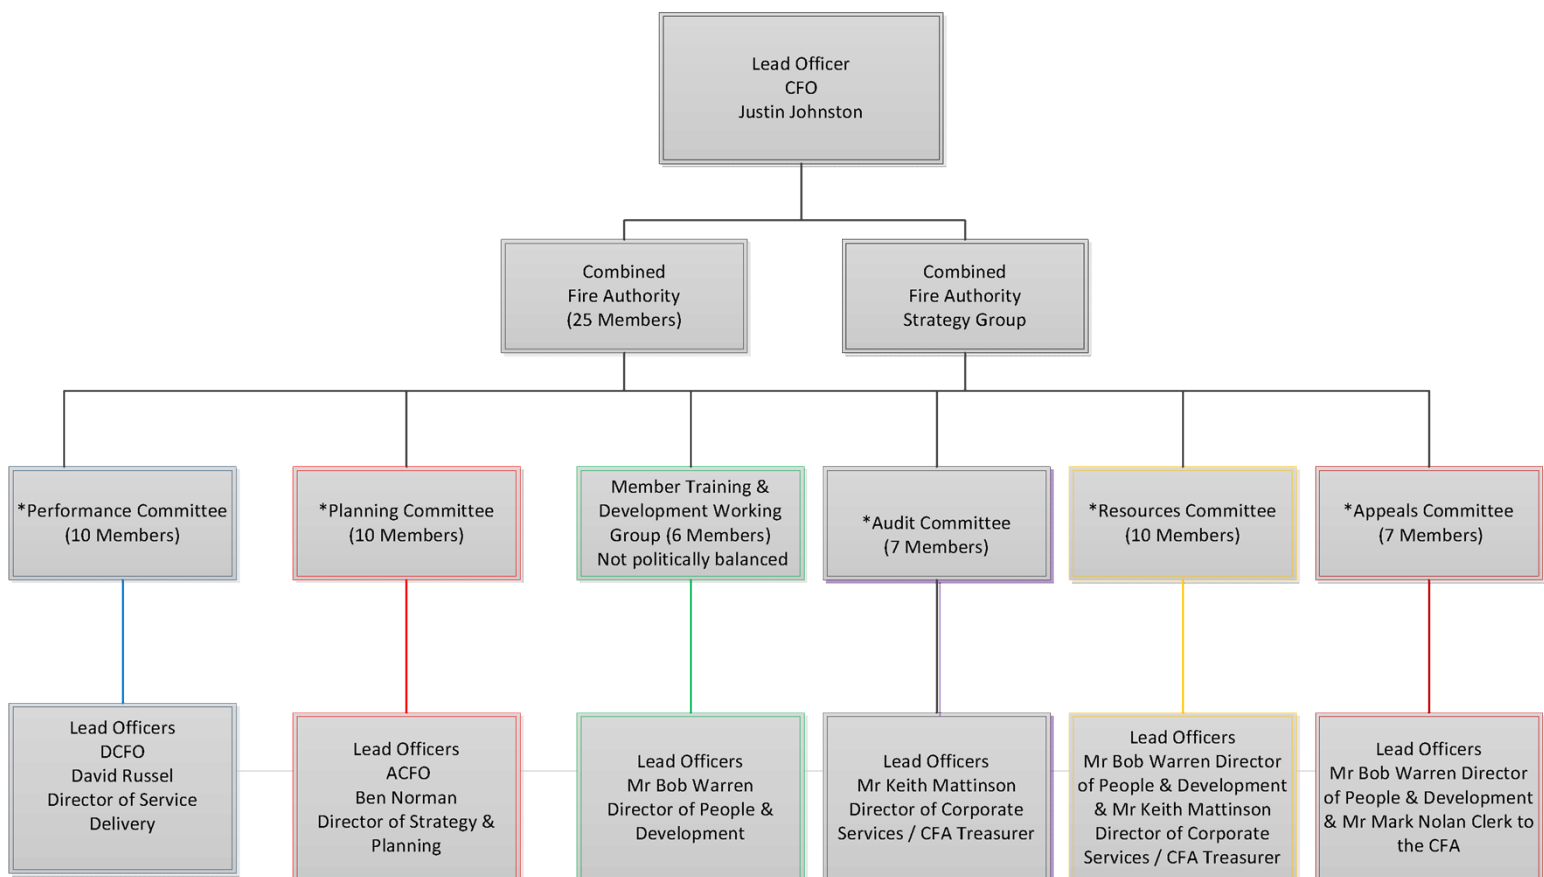 Lead Officer
CFO
Justin Johnston
Combined
Fire Authority
(25 Members)
Combined
Fire Authority
Strategy Group
*Performance Committee
(10 Members)
*Planning Committee
(10 Members)
Member Training &
Development Working
Group (6 Members)
Not politically balanced
*Audit Committee
(7 Members)
*Resources Committee
(10 Members)
*Appeals Committee
(7 Members)
Lead Officers
DCFO
David Russel
Director of Service
Delivery
Lead Officers
ACFO
Ben Norman
Director of Strategy &
Planning
Lead Officers
Mr Bob Warren
Director of People &
Development
Lead Officers
Mr Keith Mattinson
Director of Corporate
Services / CFA Treasurer
Lead Officers
Mr Bob Warren Director
of People & Development
& Mr Keith Mattinson
Director of Corporate
Services / CFA Treasurer
Lead Officers
Mr Bob Warren Director
of People & Development
& Mr Mark Nolan Clerk to
the CFA